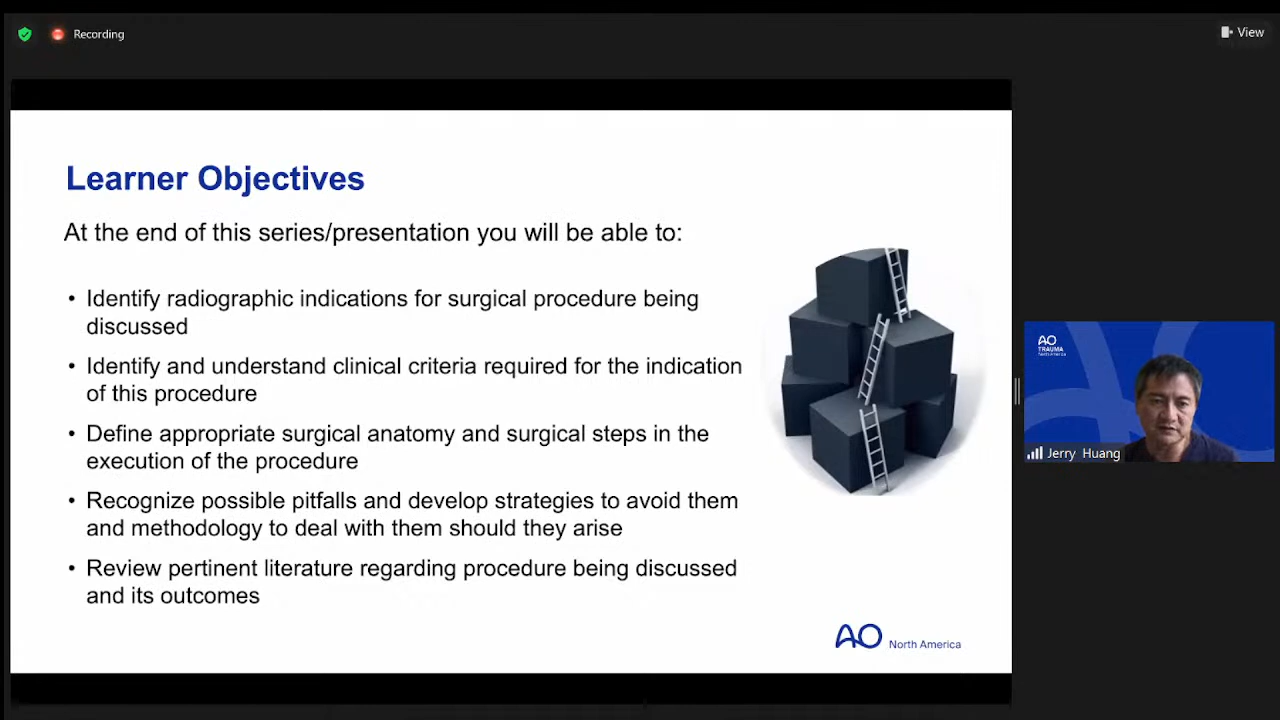 Recording
View
Learner Objectives
At the end of this series/presentation you will be able to:
• Identify radiographic indications for surgical procedure being
discussed
• Identify and understand clinical criteria required for the indication
of this procedure
• Define appropriate surgical anatomy and surgical steps in the
execution of the procedure
• Recognize possible pitfalls and develop strategies to avoid them
and methodology to deal with them should they arise
• Review pertinent literature regarding procedure being discussed
and its outcomes
AO North America
AO
TRAUMA
North America
Jerry Huang